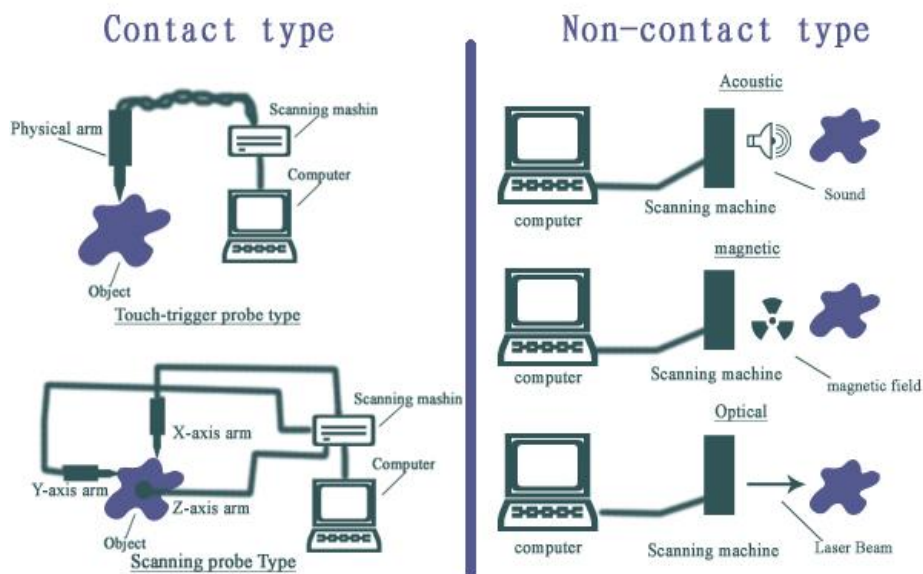 Contact type
Physical arm
Scanning mashin
Computer
Object
Touch-trigger probe type
Scanning mashin
X-axis arm
Computer
Y-axis arm
Z-axis arm
Object
Scanning probe Type
Non-contact type
Acoustic
Sound
Scanning machine
computer
magnetic
Scanning machine
magnetic field
computer
Optical
computer
Scanning machine
Laser Beam